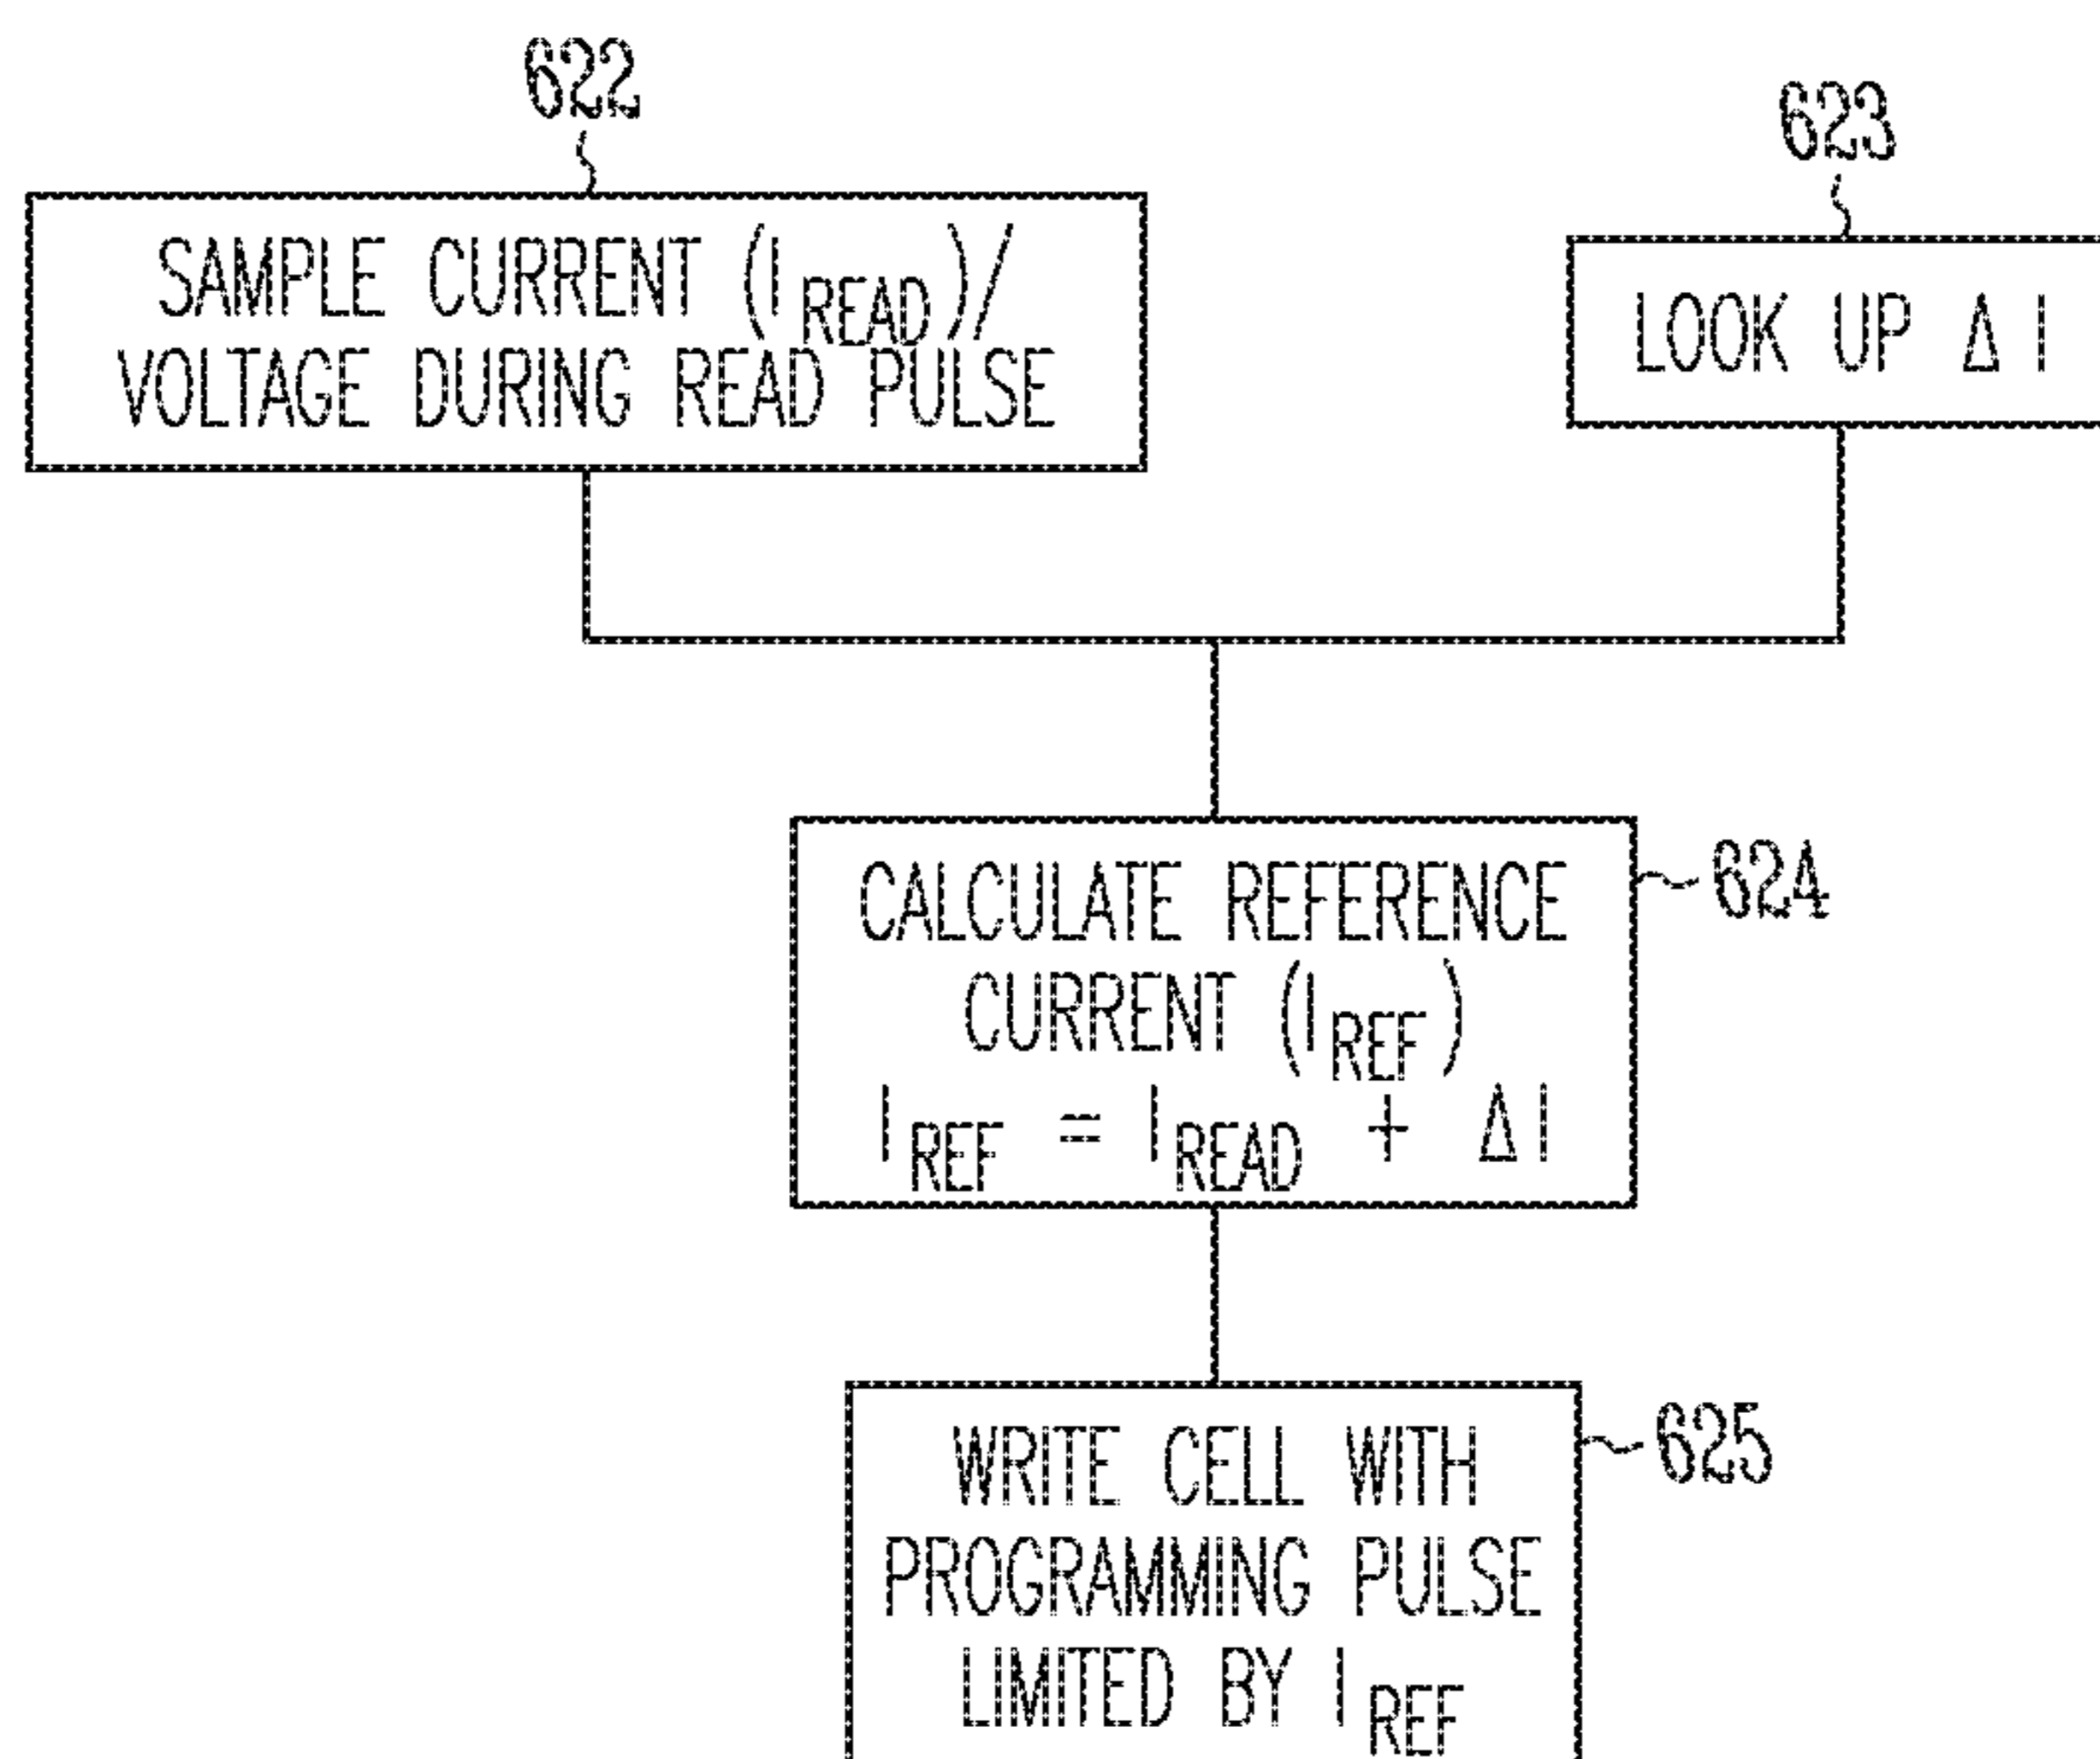 622
SAMPLE CURRENT (I READ)/
VOLTAGE DURING READ PULSE
623
LOOK UP Δ I
624
CALCULATE REFERENCE
CURRENT (I REF)
I REF = I READ + Δ I
625
WRITE CELL WITH
PROGRAMMING PULSE
LIMITED BY I REF